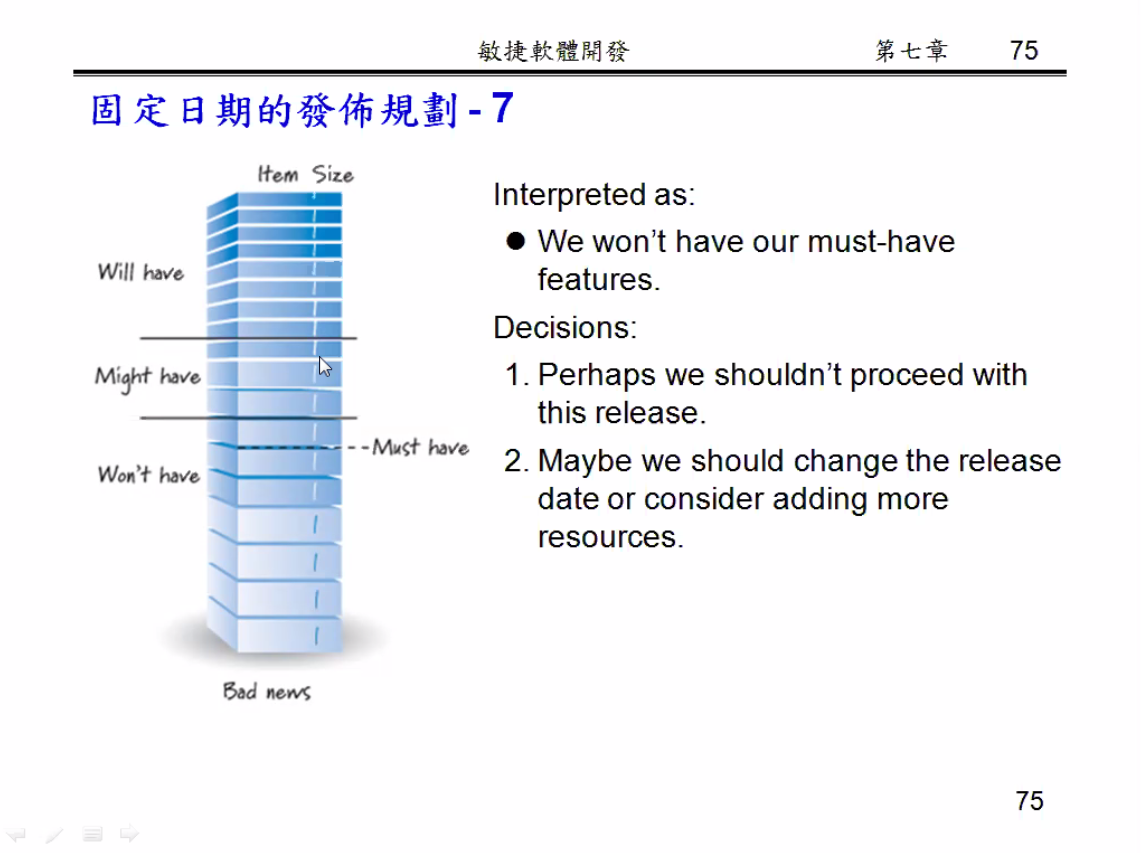 敏捷軟體開發 第七章 75
固定日期的發佈規劃 - 7
Item Size
Will have
Might have
Must have
Won't have
Bad news
Interpreted as:
● We won't have our must-have
features.
Decisions:
1. Perhaps we shouldn't proceed with
this release.
2. Maybe we should change the release
date or consider adding more
resources.
75